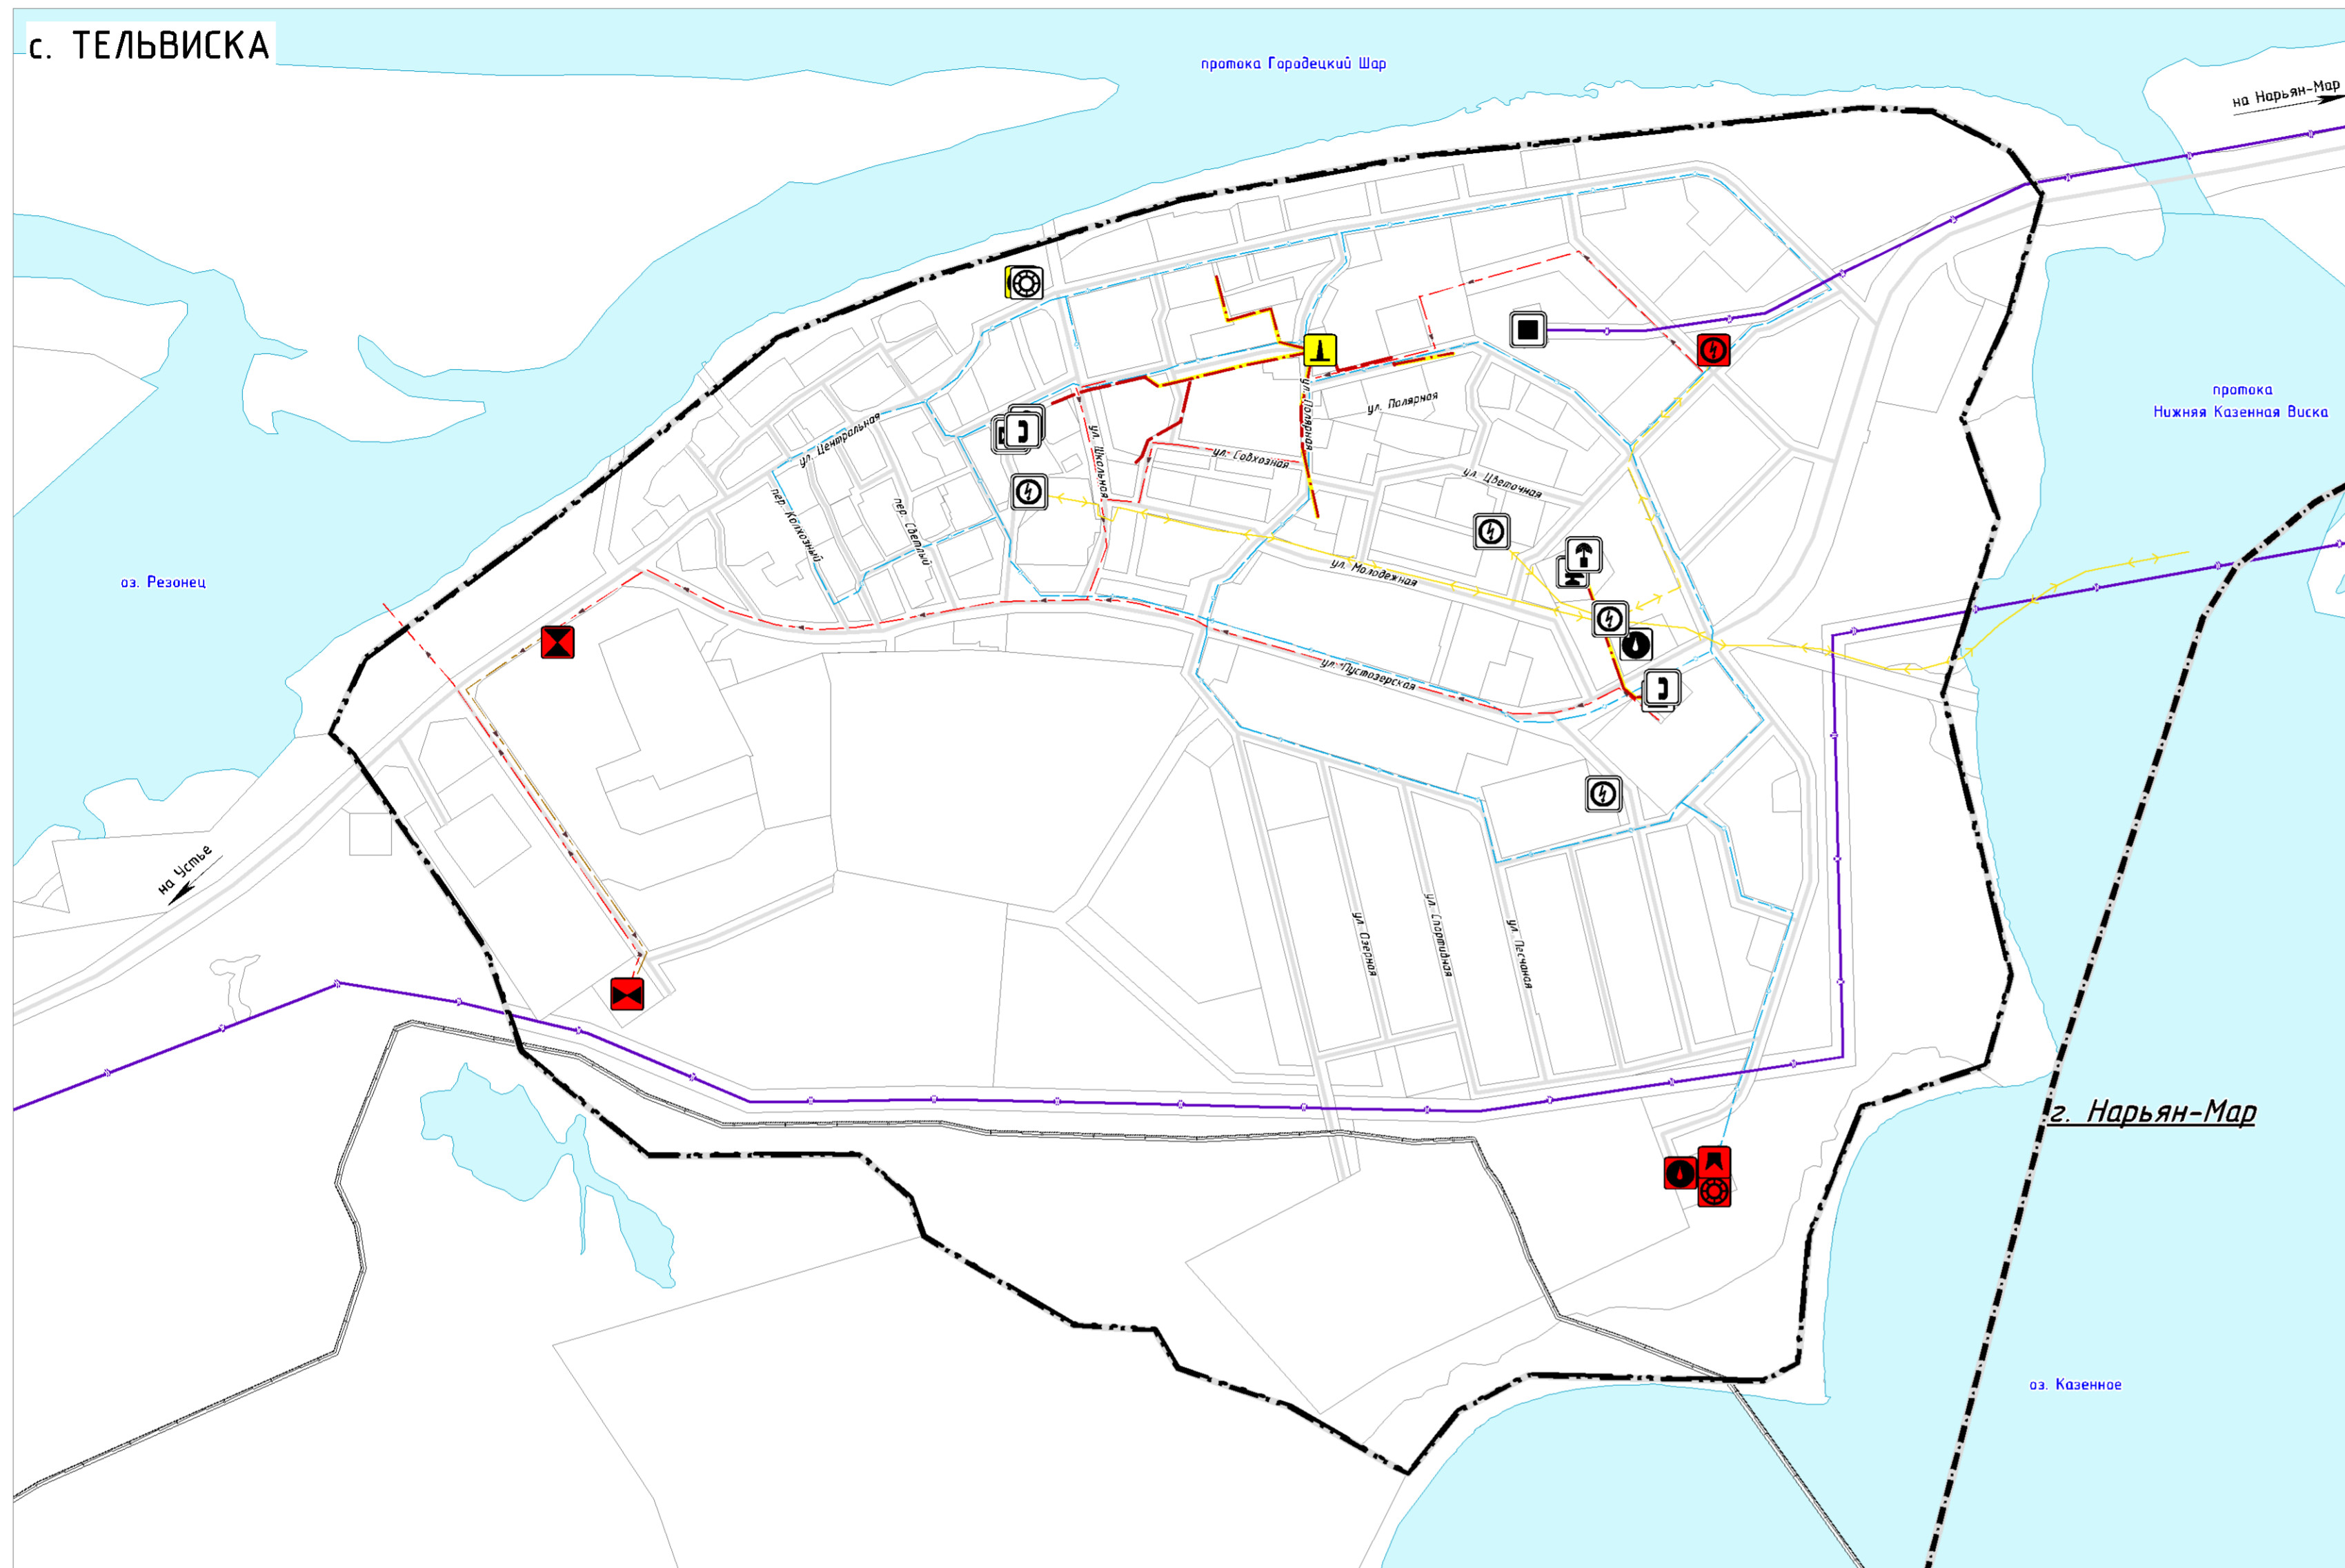 с. ТЕЛЬВИСКА
протока Городецкий Шар
на Нарьян-Мар
протока
Нижняя Казенная Виска
ул. Полярная
ул. Полярная
ул. Центральная
ул. Школьная
ул. Совхозная
ул. Цветочная
пер. Колхозный
пер. Светлый
ул. Молодежная
оз. Резонец
ул. Пустозерская
на Устье
ул. Озерная
ул. Спортивная
ул. Песчаная
г. Нарьян-Мар
оз. Казенное